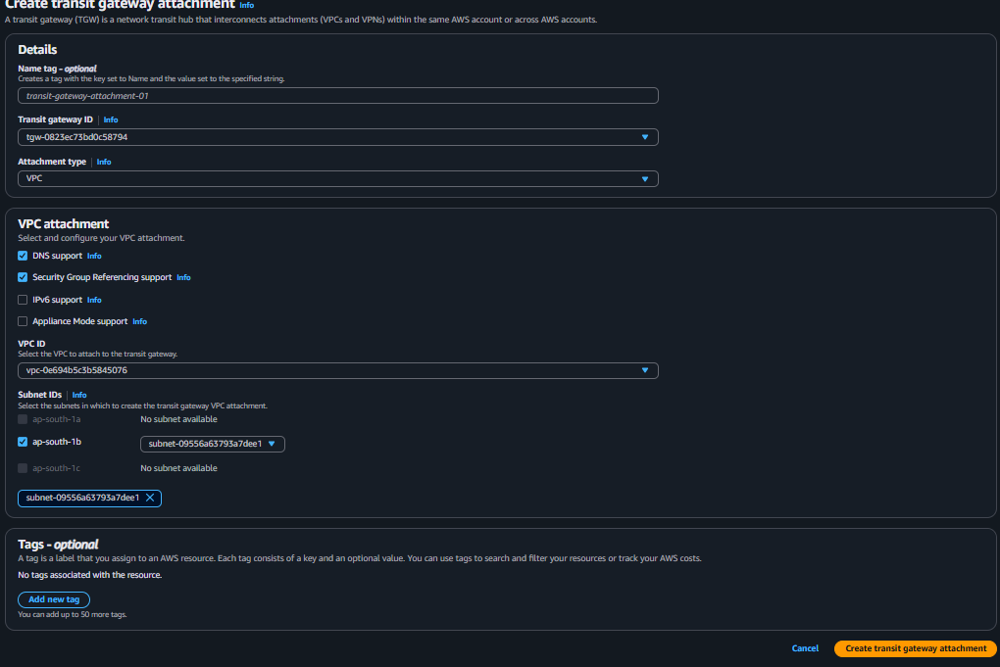 Create transit gateway attachment Info
A transit gateway (TGW) is a network transit hub that interconnects attachments (VPCs and VPNs) within the same AWS account or across AWS accounts.
Details
Name tag - optional
Creates a tag with the key set to Name and the value set to the specified string.
transit-gateway-attachment-01
Transit gateway ID | Info
tgw-0823ec73bd0c58794
Attachment type | Info
VPC
VPC attachment
Select and configure your VPC attachment.
DNS support Info
Security Group Referencing support Info
IPv6 support Info
Appliance Mode support Info
VPC ID
Select the VPC to attach to the transit gateway.
vpc-0e694b5c3b5845076
Subnet IDs | Info
Select the subnets in which to create the transit gateway VPC attachment.
ap-south-1a No subnet available
ap-south-1b subnet-09556a63793a7dee1
ap-south-1c No subnet available
subnet-09556a63793a7dee1
Tags - optional
A tag is a label that you assign to an AWS resource. Each tag consists of a key and an optional value. You can use tags to search and filter your resources or track your AWS costs.
No tags associated with the resource.
Add new tag
You can add up to 50 more tags.
Cancel Create transit gateway attachment